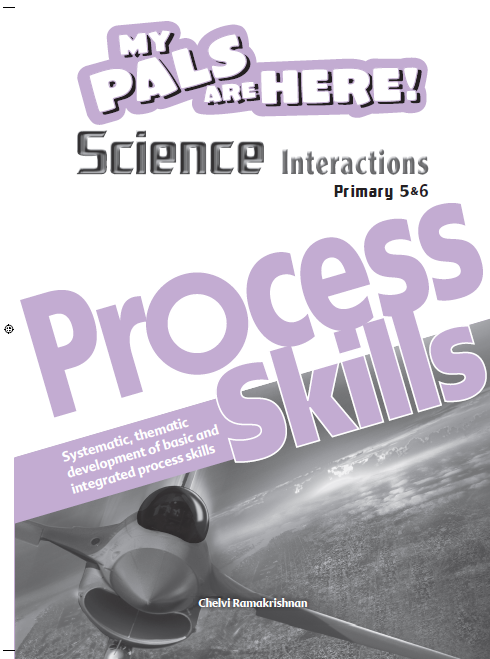 MY
PALS
ARE HERE!
Science Interactions
Primary 5&6
Process
Skills
Systematic, thematic
development of basic and
integrated process skills
Chelvi Ramakrishnan